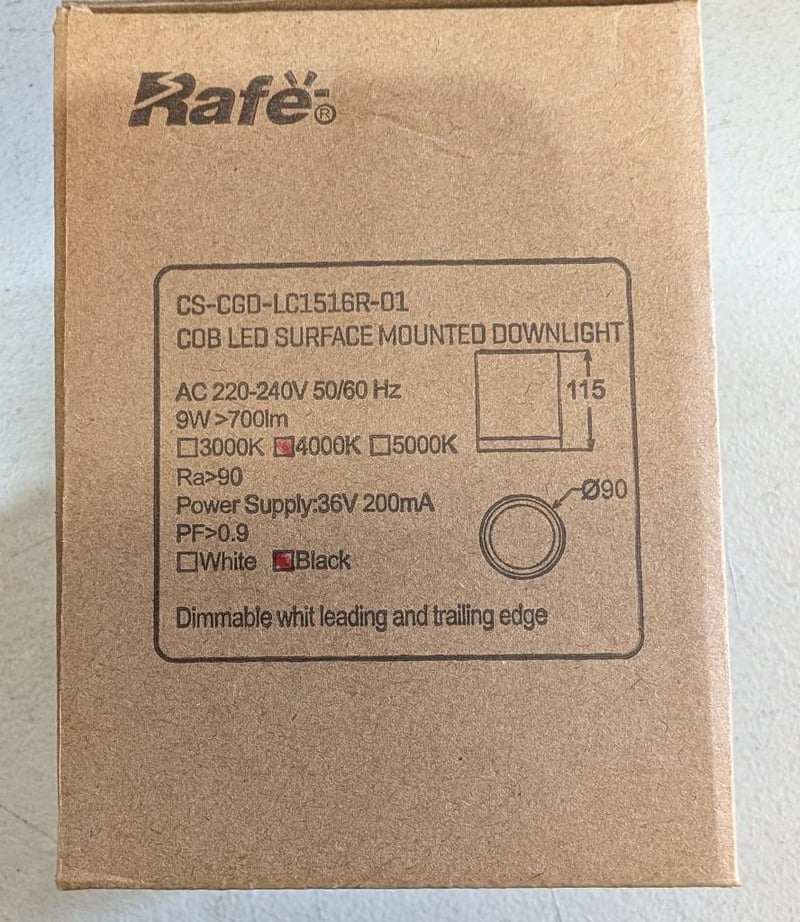 Rafe®
CS-CGD-LC1516R-01
COB LED SURFACE MOUNTED DOWNLIGHT
AC 220-240V 50/60 Hz
115
9W >700lm
☐3000K ☒4000K ☐5000K
Ra>90
Ø90
Power Supply:36V 200mA
PF>0.9
☐White ☒Black
Dimmable whit leading and trailing edge